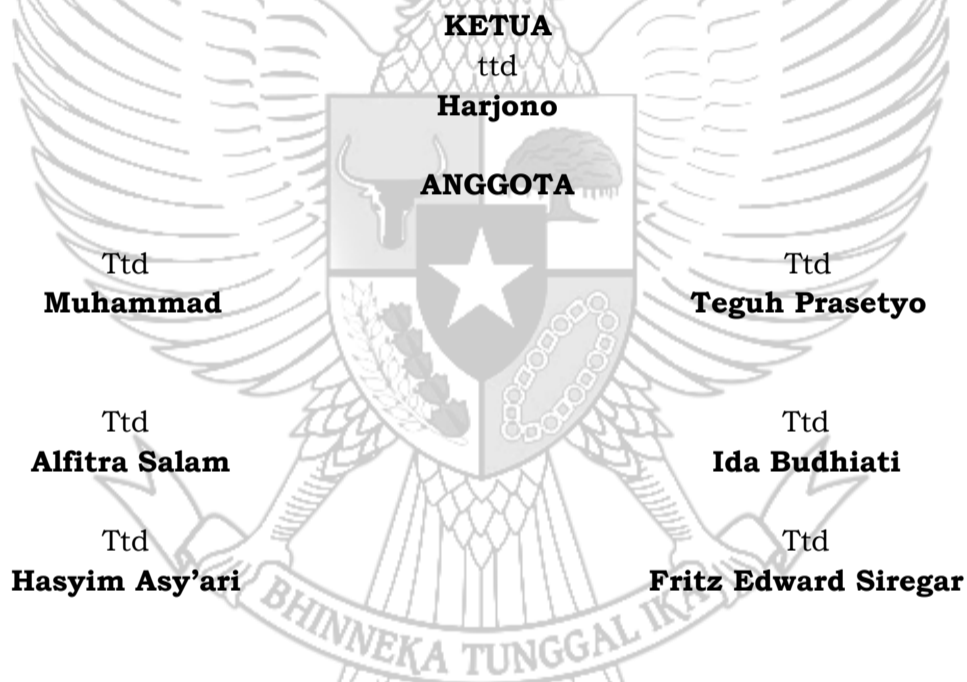 KETUA
ttd
Harjono
ANGGOTA
Ttd
Muhammad
Ttd
Teguh Prasetyo
Ttd
Alfitra Salam
Ttd
Ida Budhiati
Ttd
Hasyim Asy’ari
Ttd
Fritz Edward Siregar
BHINNEKA TUNGGAL IKA